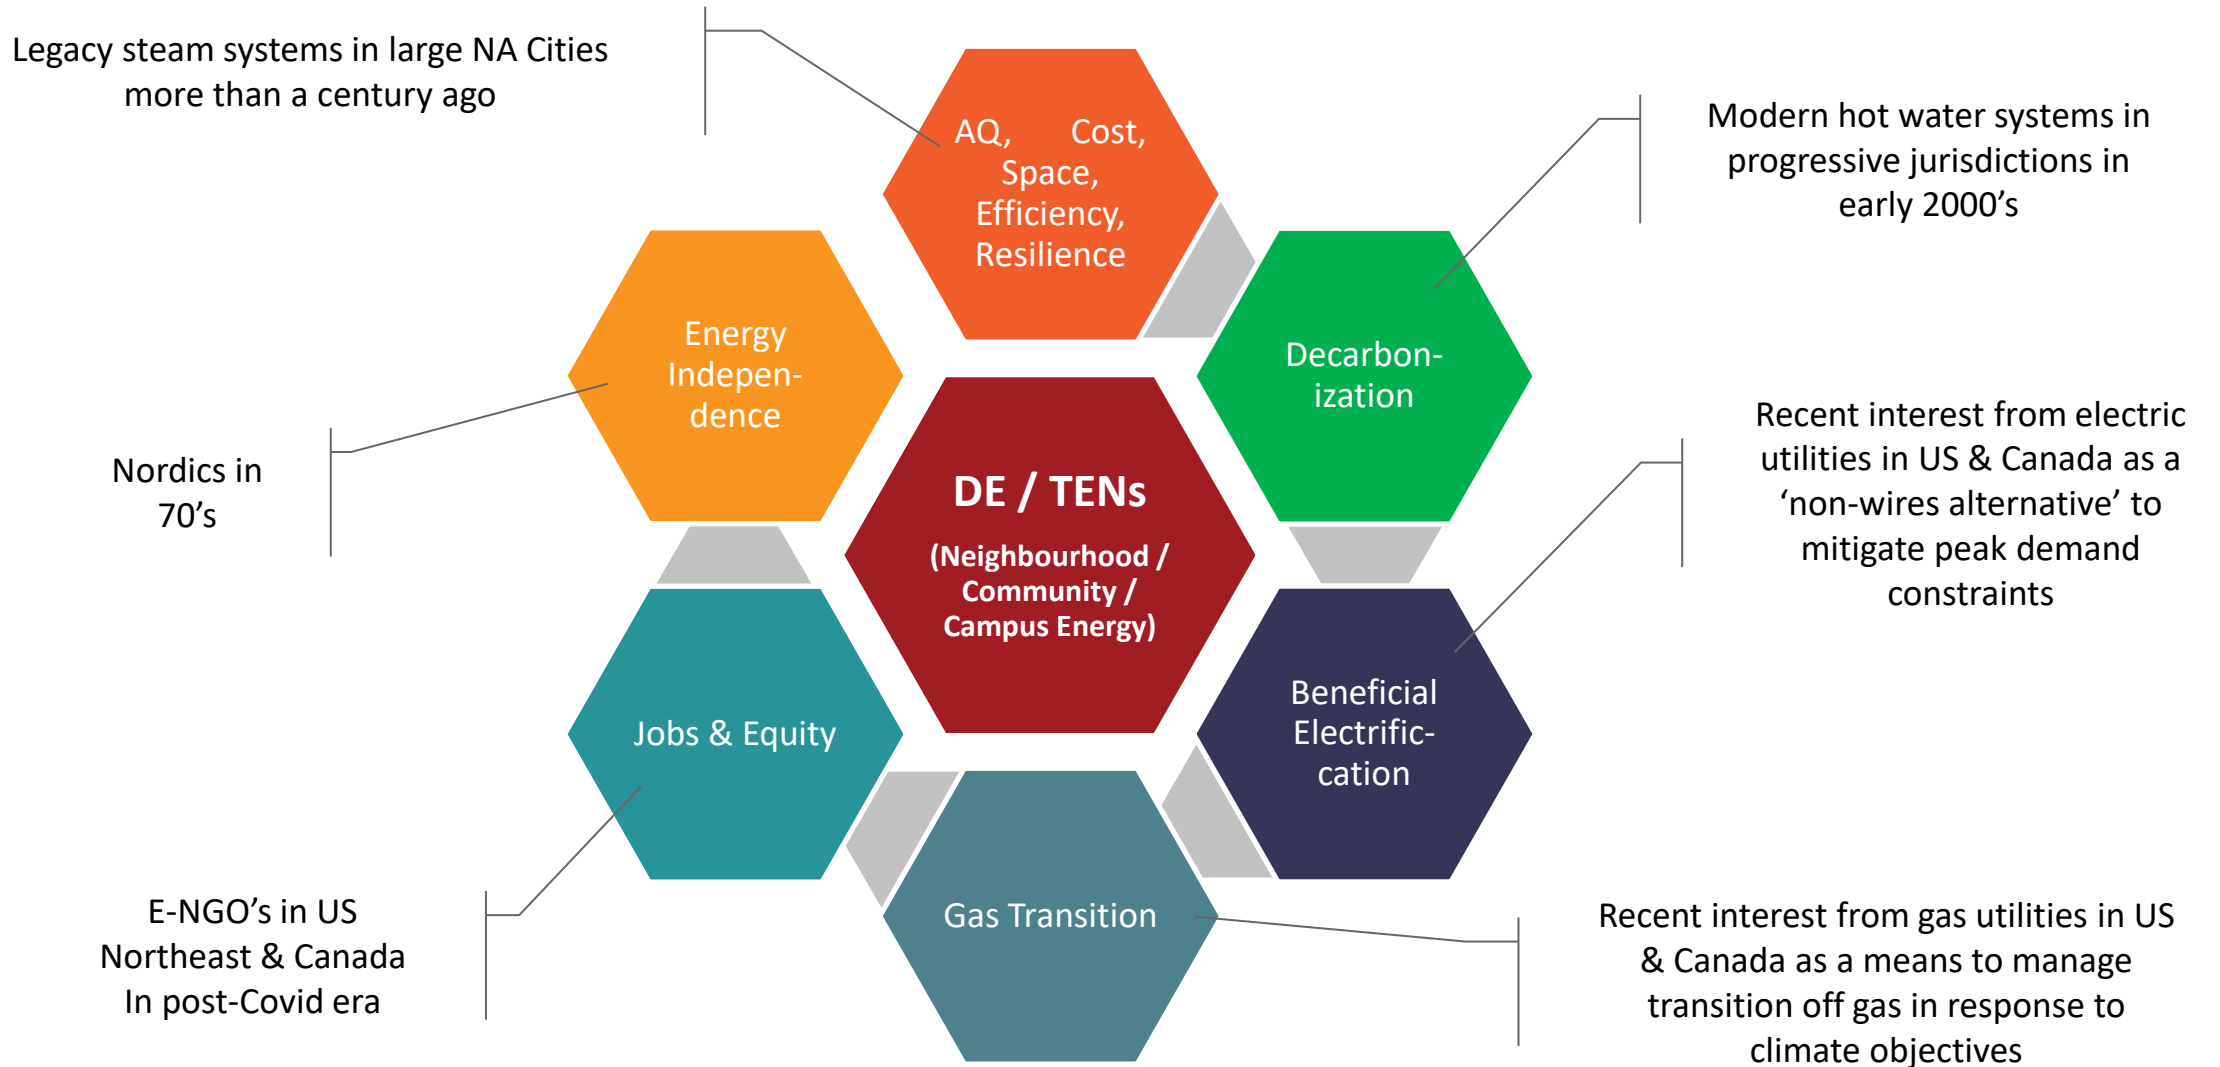 Legacy steam systems in large NA Cities
more than a century ago
AQ, Cost,
Space,
Efficiency,
Resilience
Modern hot water systems in
progressive jurisdictions in
early 2000’s
Energy
Indepen-
dence
Decarbon-
ization
Nordics in
70’s
DE / TENs
(Neighbourhood /
Community /
Campus Energy)
Recent interest from electric
utilities in US & Canada as a
‘non-wires alternative’ to
mitigate peak demand
constraints
Jobs & Equity
Beneficial
Electrific-
cation
E-NGO’s in US
Northeast & Canada
In post-Covid era
Gas Transition
Recent interest from gas utilities in US
& Canada as a means to manage
transition off gas in response to
climate objectives